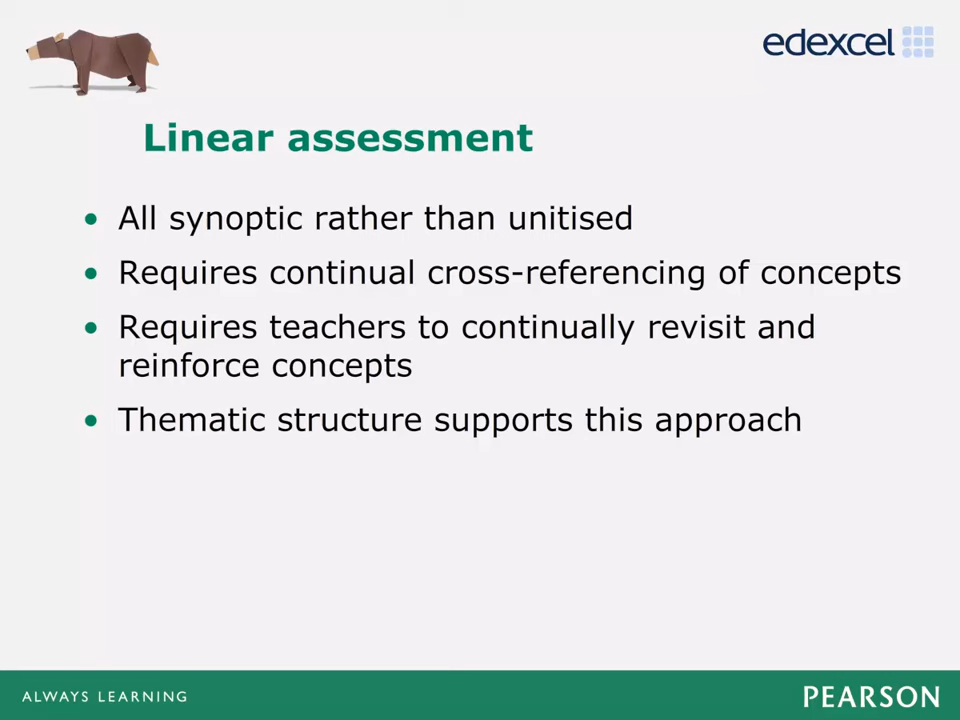 edexcel
Linear assessment
• All synoptic rather than unitised
• Requires continual cross-referencing of concepts
• Requires teachers to continually revisit and
reinforce concepts
• Thematic structure supports this approach
ALWAYS LEARNING
PEARSON